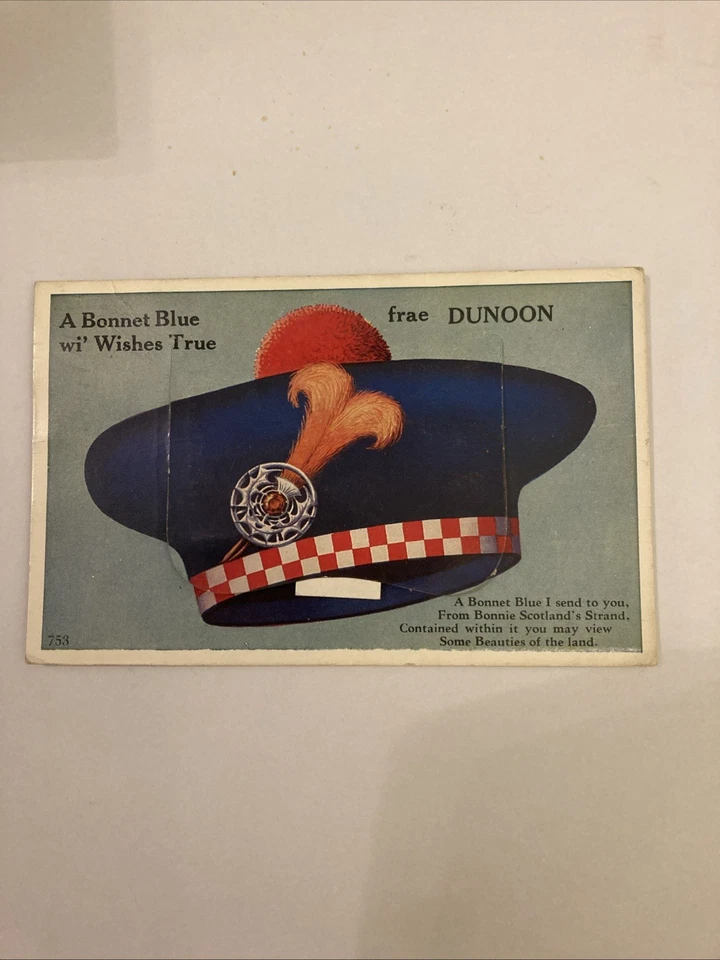 A Bonnet Blue
wi' Wishes True
frae DUNOON
A Bonnet Blue I send to you,
From Bonnie Scotland's Strand,
Contained within it you may view
Some Beauties of the land.
753